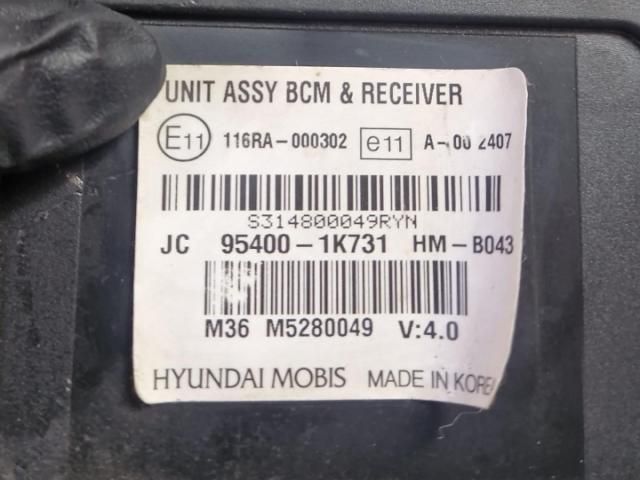 UNIT ASSY BCM & RECEIVER
E11 116RA-000302 e11 A-00 2407
S314800049RYN
JC 95400-1K731 HM-B043
M36 M5280049 V:4.0
HYUNDAI MOBIS MADE IN KOREA